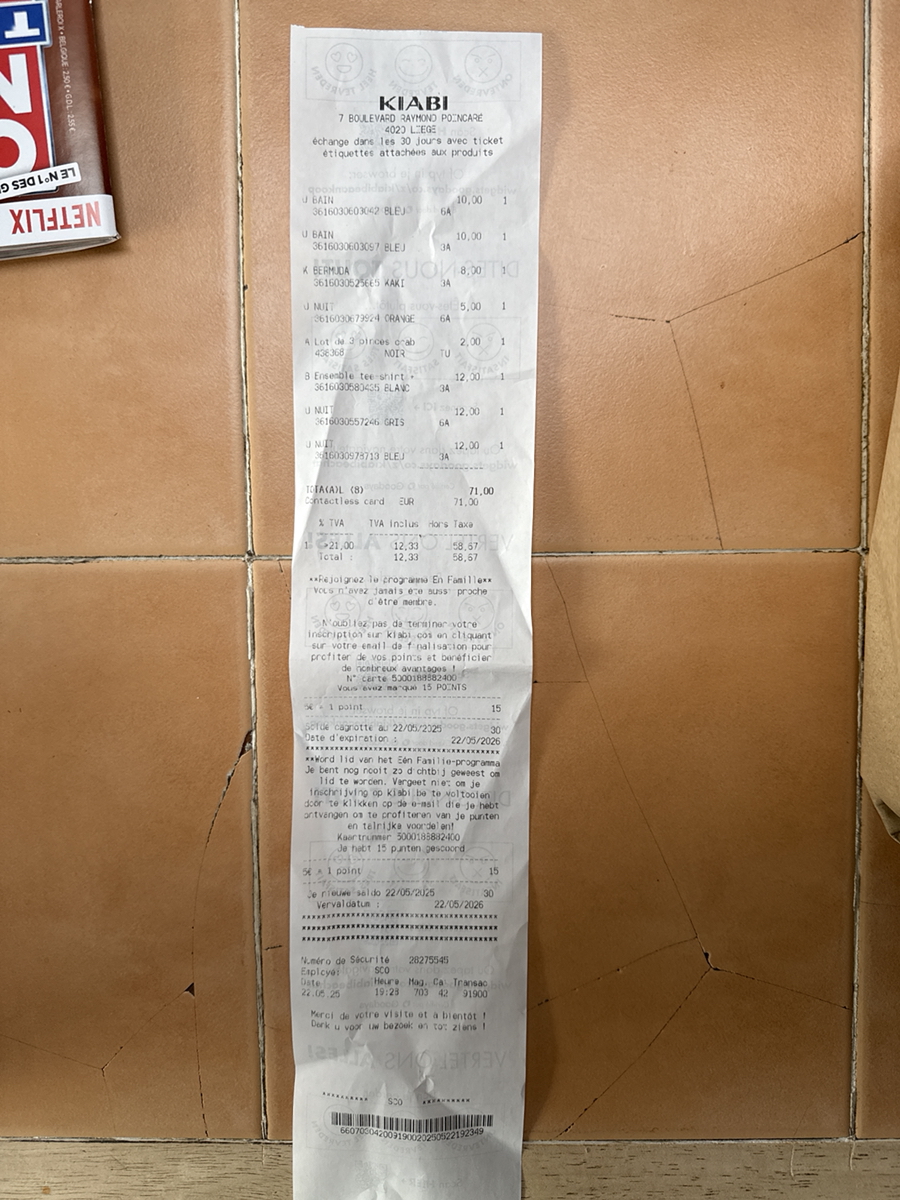 KIABI
7 BOULEVARD RAYMOND POINCARÉ
4020 LIEGE
échange dans les 30 jours avec ticket
étiquettes attachées aux produits
U BAIN 10,00 1
3616030603042 BLEU 6A
U BAIN 10,00 1
3616030603097 BLEU 3A
K BERMUDA 8,00 1
3616030525665 KAKI 3A
U NUIT 5,00 1
3616030679924 ORANGE 6A
A Lot de 3 pinces crab 2,00 1
438368 NOIR TU
B Ensemble tee-shirt + 12,00 1
3616030580435 BLANC 3A
U NUIT 12,00 1
3616030557246 GRIS 6A
U NUIT 12,00 1
3616030978713 BLEU 3A
TOTA(A)L (8) 71,00
Contactless card EUR 71,00
% TVA TVA inclus Hors Taxe
1 *21,00 12,33 58,67
Total : 12,33 58,67
**Rejoignez le programme En Famille**
Vous n'avez jamais été aussi proche
d'être membre.
N'oubliez pas de terminer votre
inscription sur kiabi.com en cliquant
sur votre email de finalisation pour
profiter de vos points et bénéficier
de nombreux avantages !
N° carte 5000188882400
Vous avez marqué 15 POINTS
5€ = 1 point 15
Solde cagnotte au 22/05/2025 30
Date d'expiration : 22/05/2026
**Word lid van het Eén Familie-programma
Je bent nog nooit zo dichtbij geweest om
lid te worden. Vergeet niet om je
inschrijving op kiabi.be te voltooien
door te klikken op de e-mail die je hebt
ontvangen om te profiteren van je punten
en talrijke voordelen!
Kaartnummer 5000188882400
Je hebt 15 punten gescoord
5€ = 1 point 15
Je nieuwe saldo 22/05/2025 30
Vervaldatum : 22/05/2026
Numéro de Sécurité 28275545
Employé: SCO
Date Heure Mag. Ca Transac
22.05.25 19:28 703 42 91900
Merci de votre visite et à bientôt !
Dank u voor uw bezoek en tot ziens !
********* SCO *********
66070304200919002025052219 2349
NETFLIX
LE N°1 DES